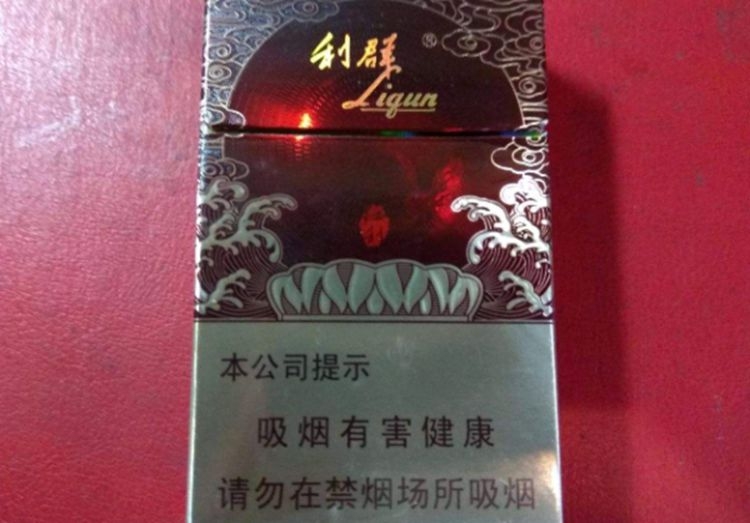 利群®
Liqun
本公司提示
吸烟有害健康
请勿在禁烟场所吸烟